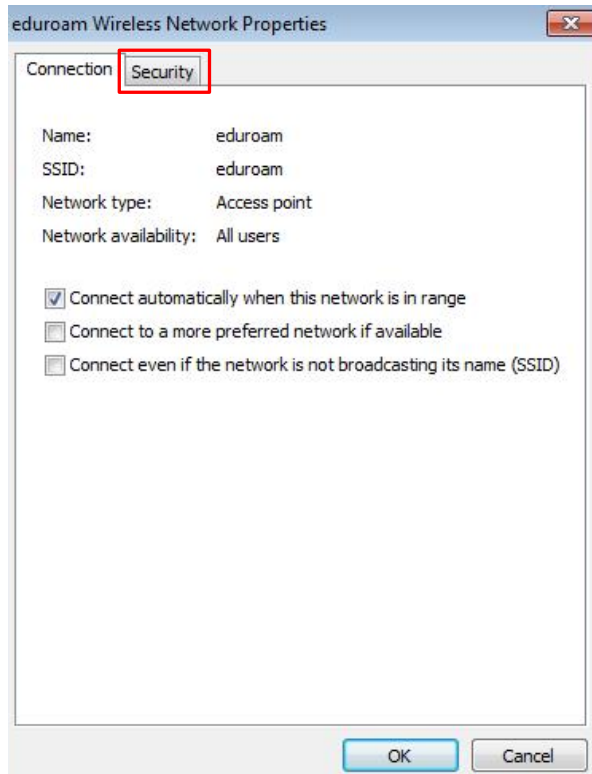 eduroam Wireless Network Properties
Connection Security
Name: eduroam
SSID: eduroam
Network type: Access point
Network availability: All users
Connect automatically when this network is in range
Connect to a more preferred network if available
Connect even if the network is not broadcasting its name (SSID)
OK Cancel